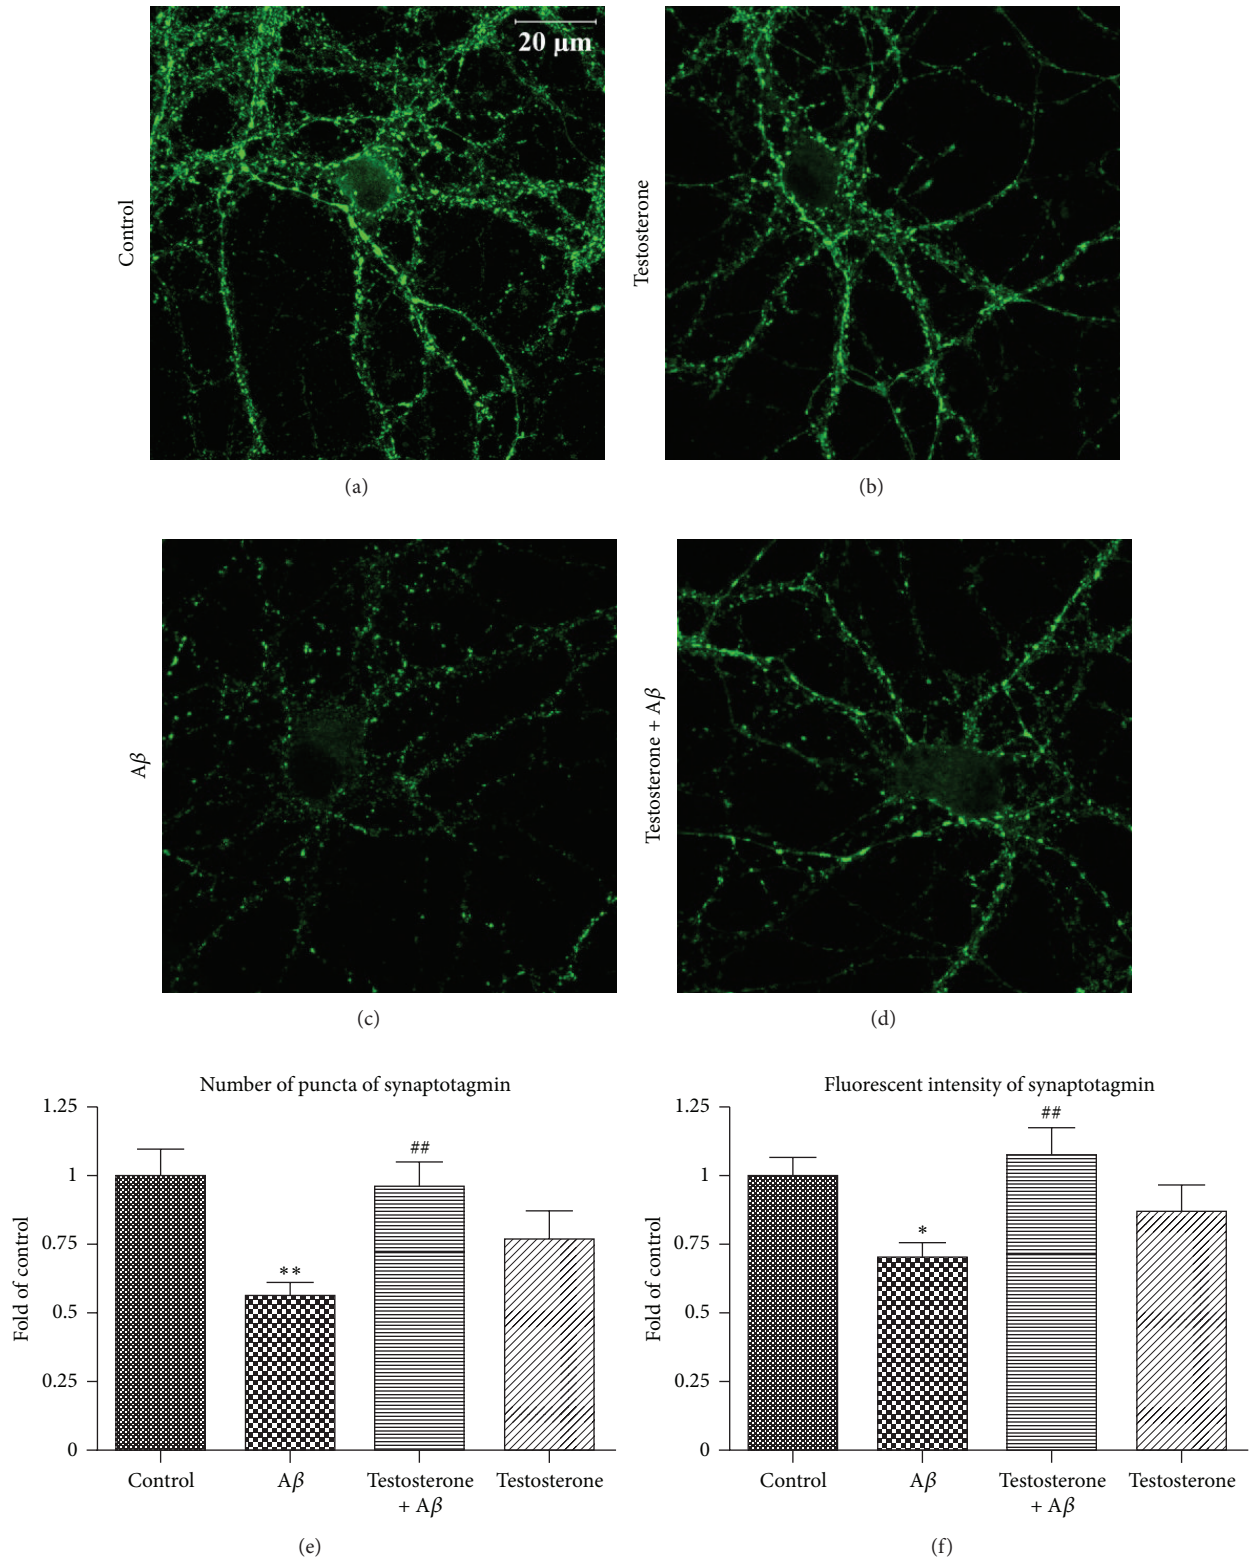 20 µm
Control
Testosterone
(a)
(b)
Aβ
Testosterone + Aβ
(c)
(d)
Number of puncta of synaptotagmin
1.25
1
0.75
0.5
0.25
0
Fold of control
**
##
Control
Aβ
Testosterone
+ Aβ
Testosterone
(e)
Fluorescent intensity of synaptotagmin
1.25
1
0.75
0.5
0.25
0
Fold of control
*
##
Control
Aβ
Testosterone
+ Aβ
Testosterone
(f)